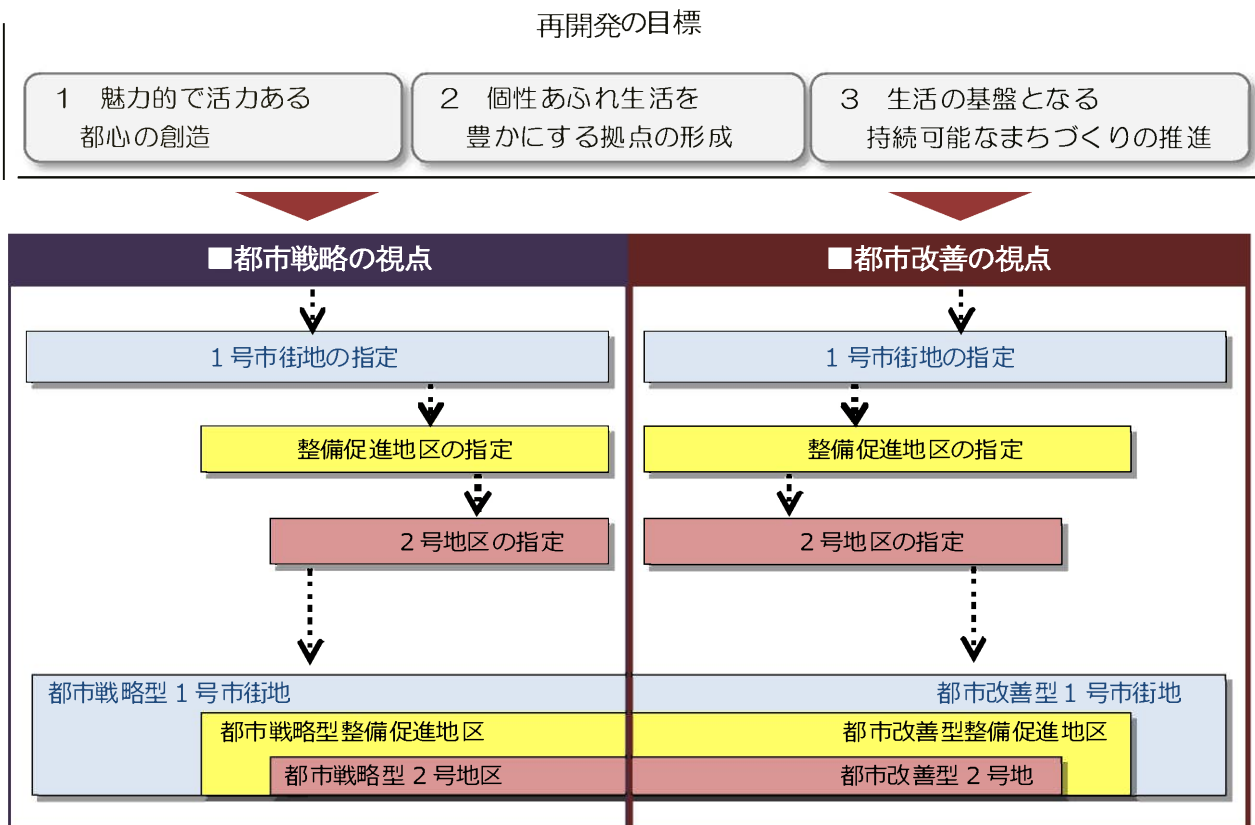 再開発の目標
1 魅力的で活力ある
都心の創造
2 個性あふれ生活を
豊かにする拠点の形成
3 生活の基盤となる
持続可能なまちづくりの推進
■都市戦略の視点
■都市改善の視点
1号市街地の指定
1号市街地の指定
整備促進地区の指定
整備促進地区の指定
2号地区の指定
2号地区の指定
都市戦略型1号市街地
都市改善型1号市街地
都市戦略型整備促進地区
都市改善型整備促進地区
都市戦略型2号地区
都市改善型2号地